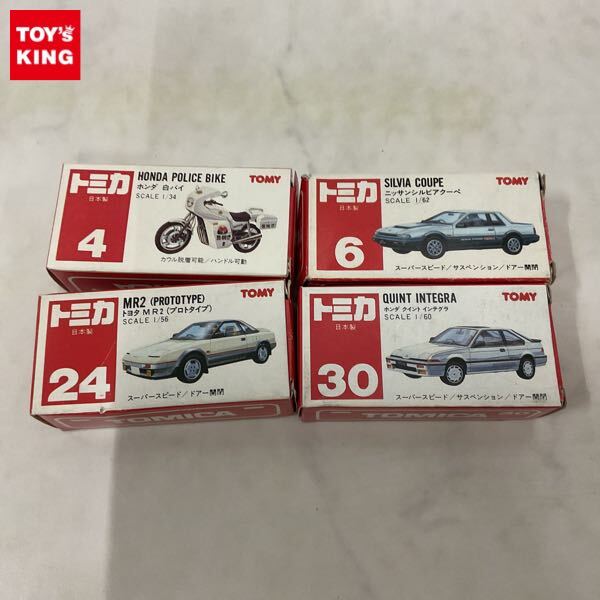 TOY's
KING
トミカ
日本製
4
HONDA POLICE BIKE
ホンダ 白バイ
SCALE 1/34
TOMY
カウル脱着可能/ハンドル可動
トミカ
日本製
6
SILVIA COUPE
ニッサンシルビアクーペ
SCALE 1/62
TOMY
スーパースピード/サスペンション/ドアー開閉
トミカ
日本製
24
MR2 (PROTOTYPE)
トヨタ MR2(プロトタイプ)
SCALE 1/56
TOMY
スーパースピード/ドアー開閉
TOMICA
トミカ
日本製
30
QUINT INTEGRA
ホンダ クイント インテグラ
SCALE 1/60
TOMY
スーパースピード/サスペンション/ドアー開閉
TOMICA 30